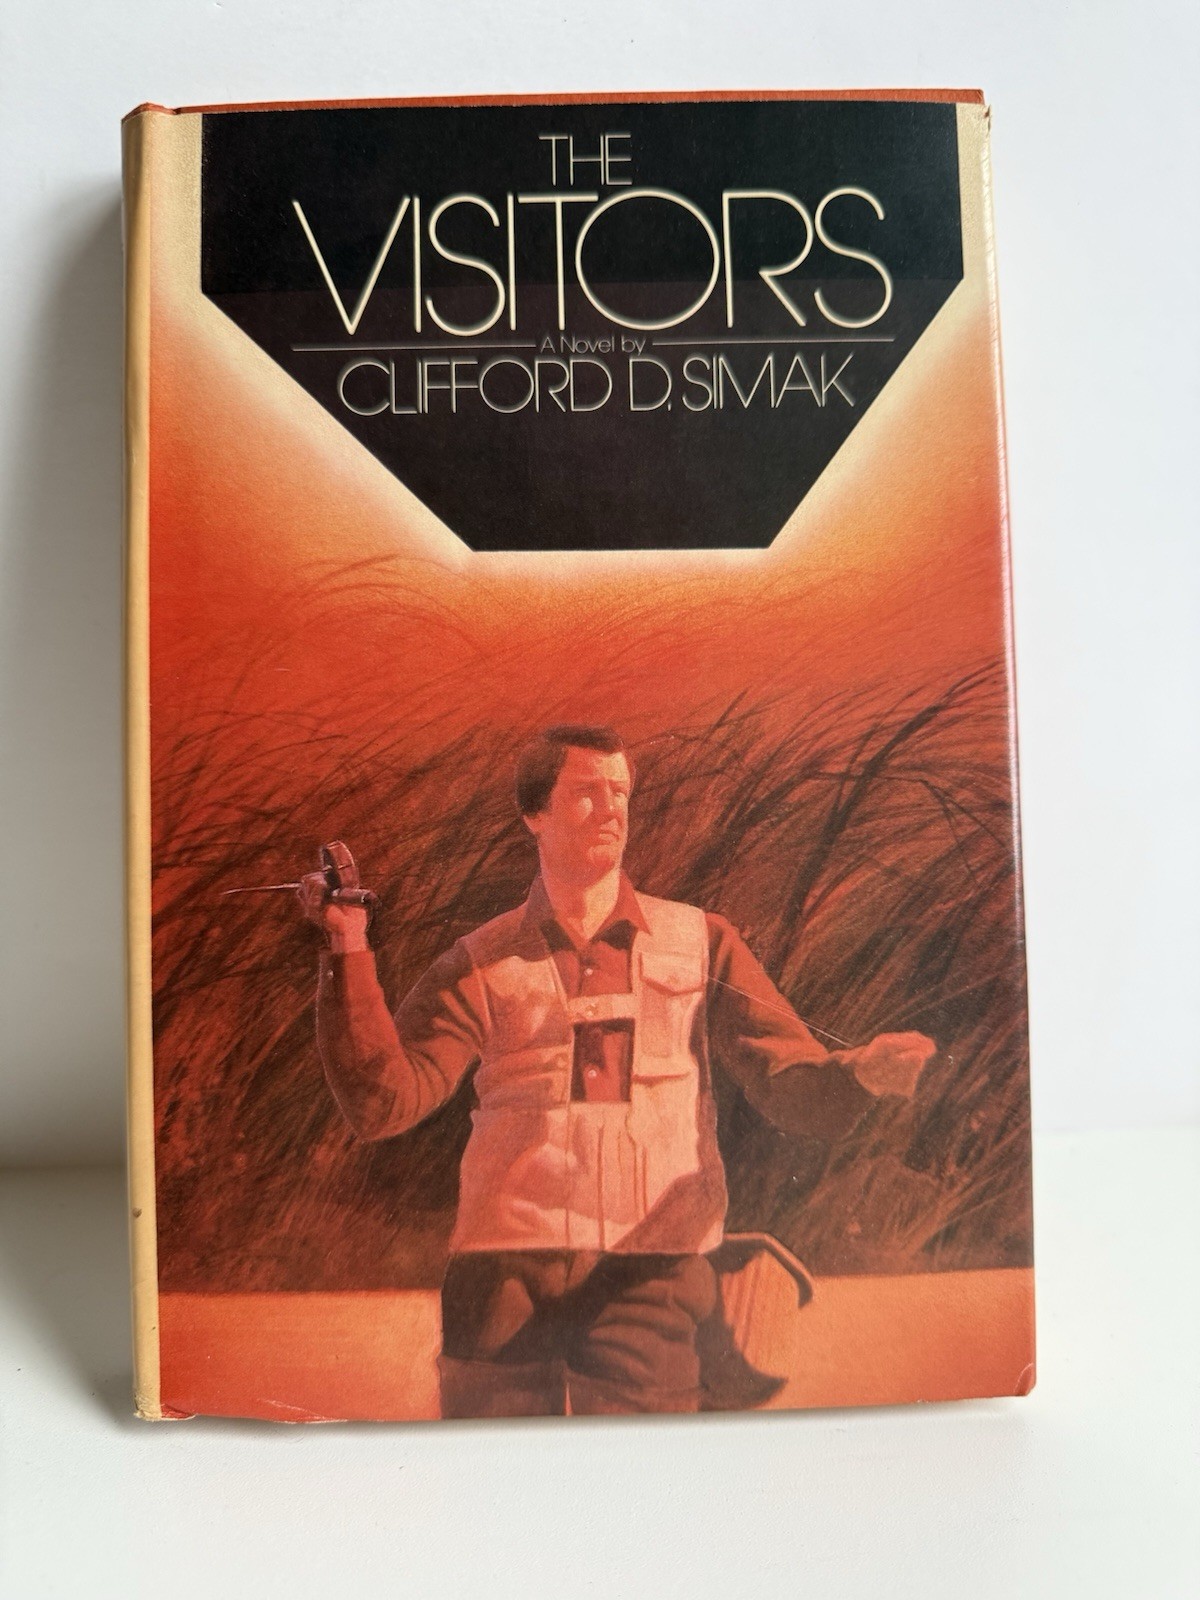 THE
VISITORS
A Novel by
CLIFFORD D. SIMAK